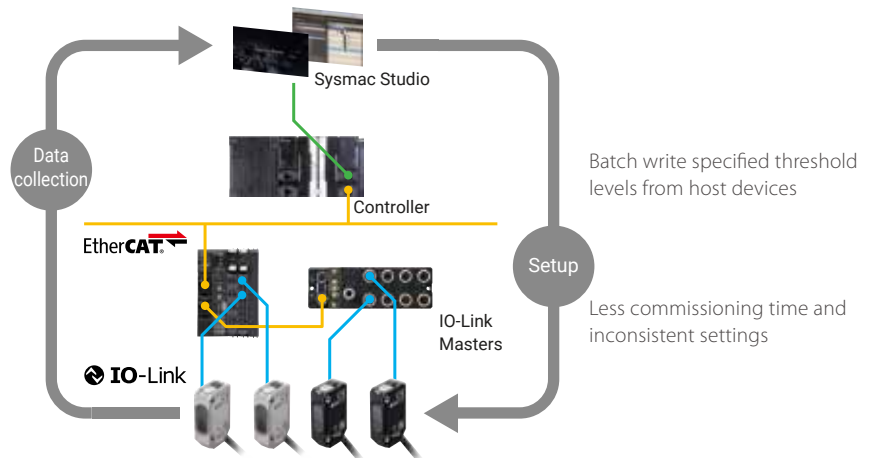 Sysmac Studio
Data
collection
Batch write specified threshold
levels from host devices
Controller
EtherCAT®
Setup
Less commissioning time and
inconsistent settings
IO-Link
Masters
IO-Link